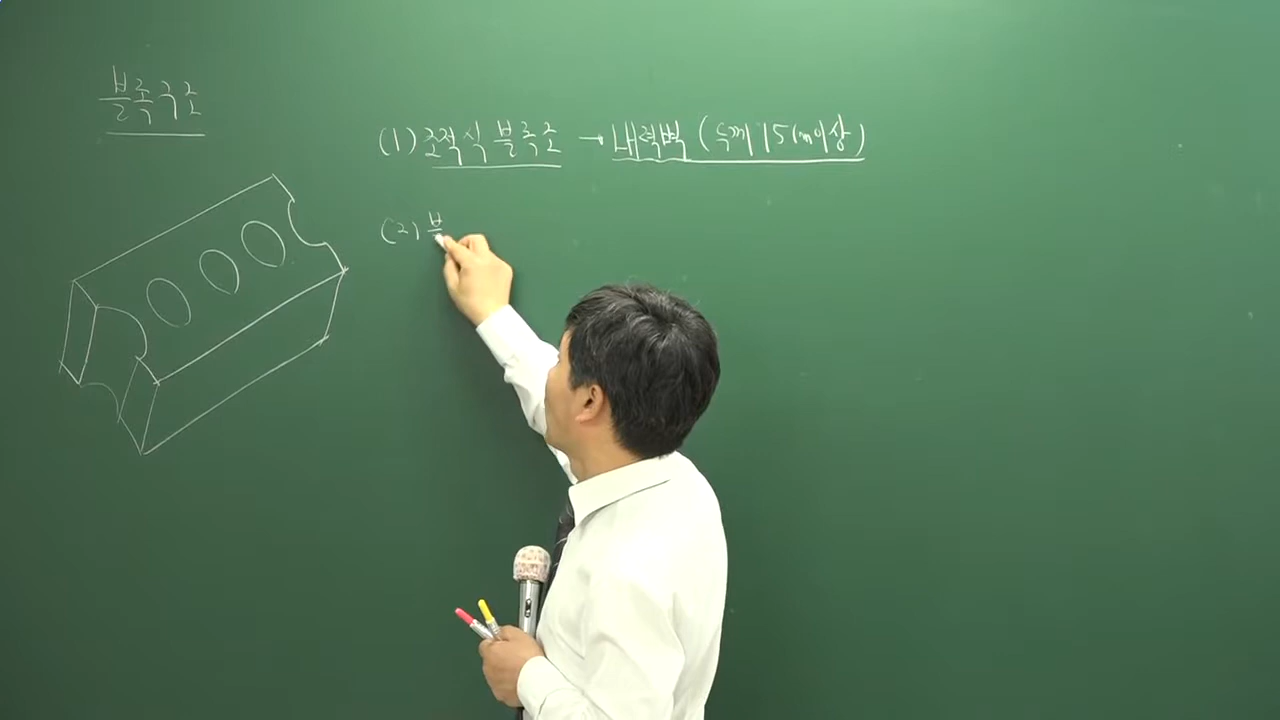 블록구조
(1) 조적식 블록조 → 내력벽 (두께 15cm이상)
(2) 브